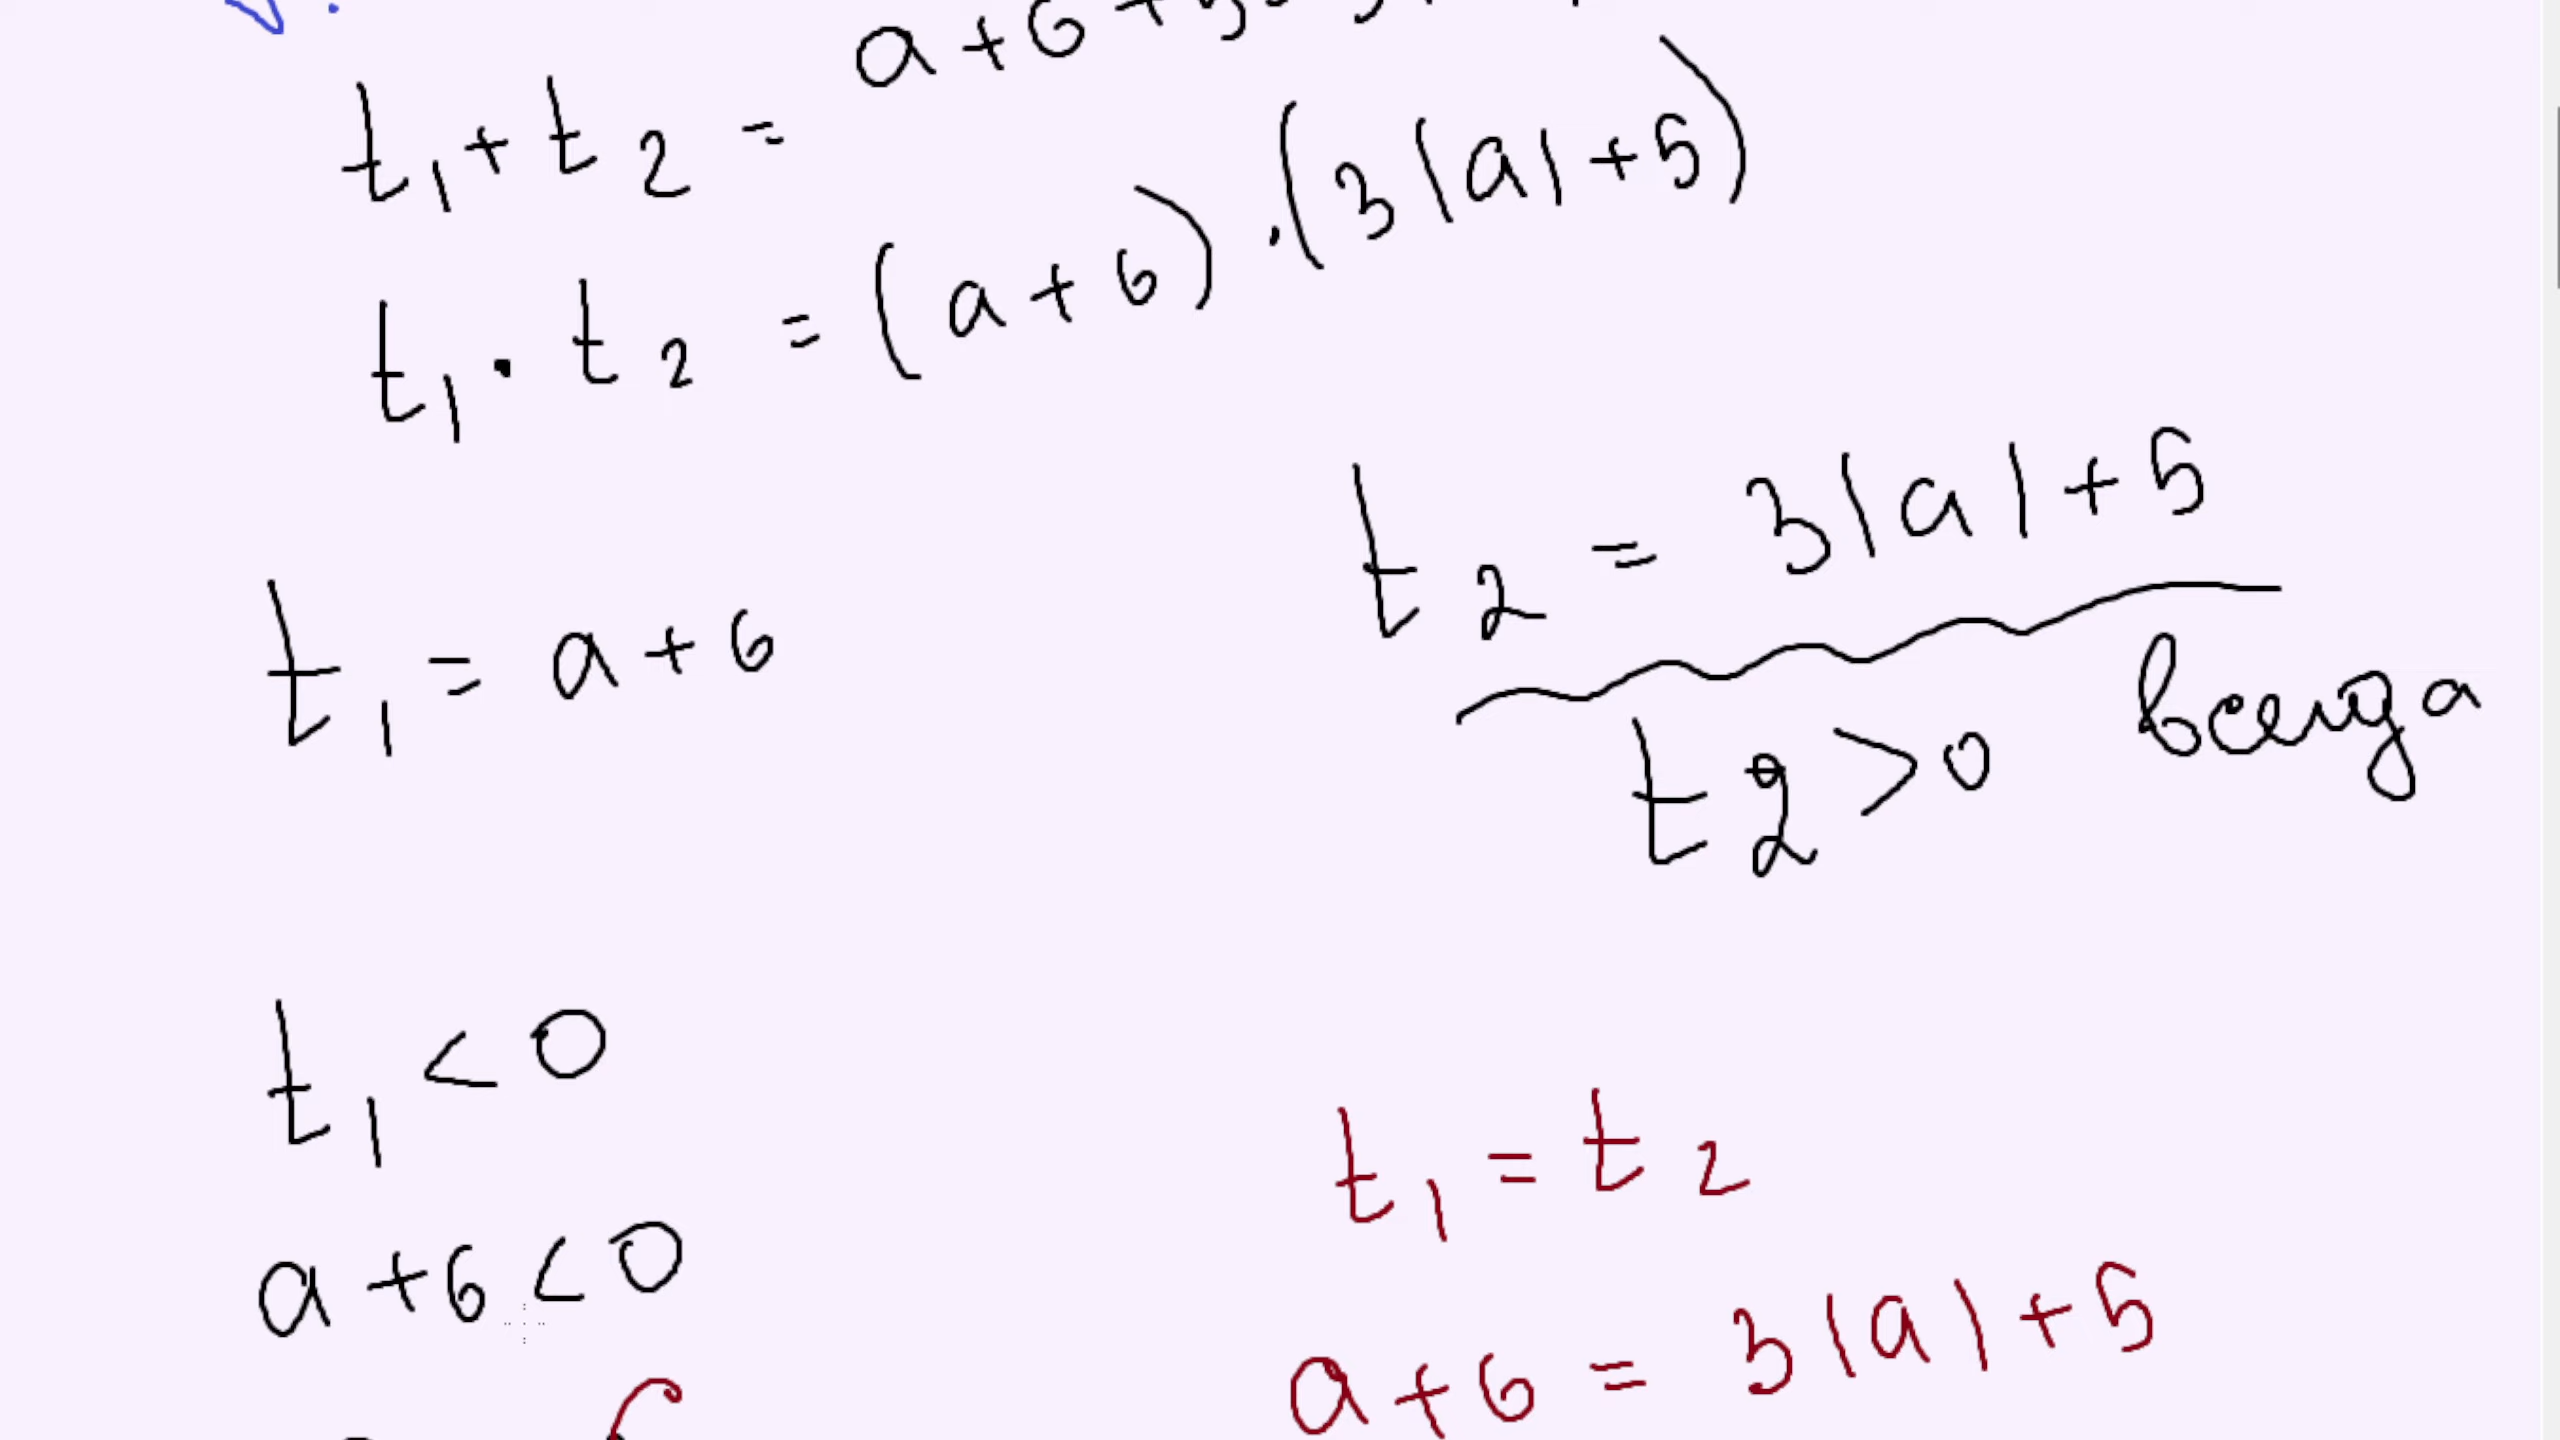 t₁ + t₂ = a + 6 +
t₁ · t₂ = (a + 6) · (3|a| + 5)
t₂ = 3|a| + 5
t₁ = a + 6
t₂ > 0 всегда
t₁ < 0
t₁ = t₂
a + 6 < 0
a + 6 = 3|a| + 5